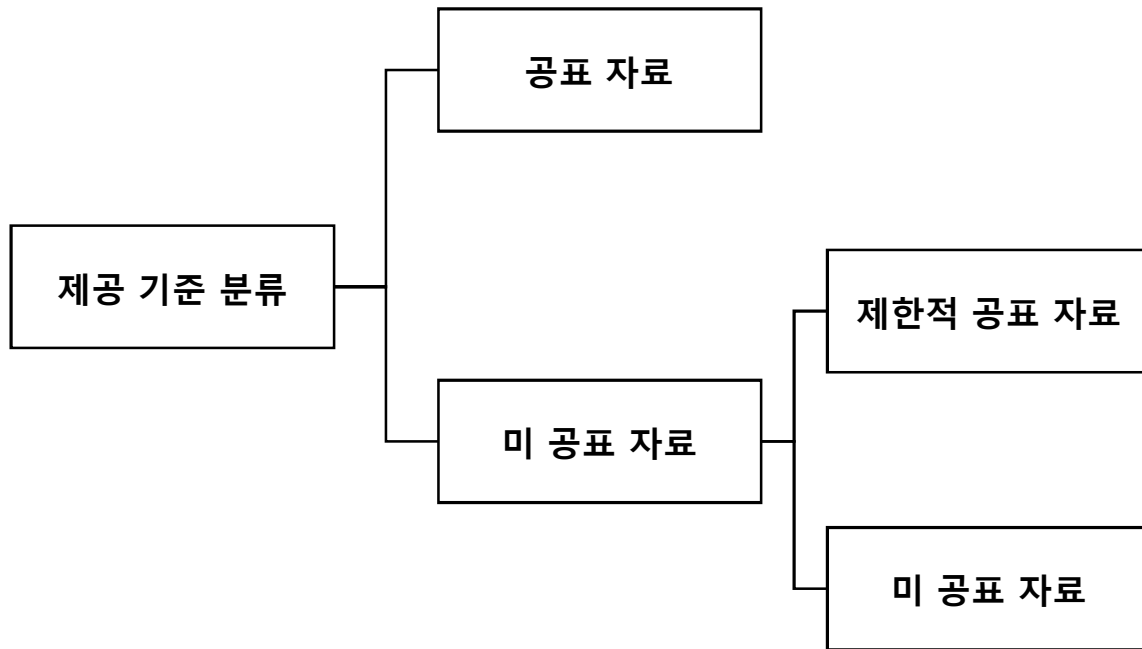 공표 자료
제공 기준 분류
제한적 공표 자료
미 공표 자료
미 공표 자료